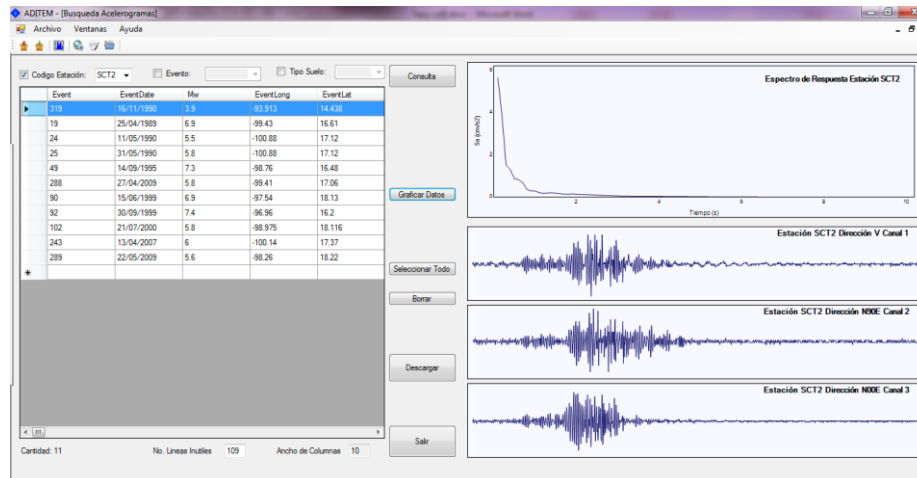 ADITEM - [Busqueda Acelerogramas]
Archivo Ventanas Ayuda
Codigo Estación: SCT2 Evento: Tipo Suelo: Consulta
Event EventDate Mw EventLong EventLat
319 16/11/1990 3.9 -93.913 14.438
19 25/04/1989 6.9 -99.43 16.61
24 11/05/1990 5.5 -100.88 17.12
25 31/05/1990 5.8 -100.88 17.12
49 14/09/1995 7.3 -98.76 16.48
288 27/04/2009 5.8 -99.41 17.06
90 15/06/1999 6.9 -97.54 18.13
92 30/09/1999 7.4 -96.96 16.2
102 21/07/2000 5.8 -98.975 18.116
243 13/04/2007 6 -100.14 17.37
289 22/05/2009 5.6 -98.26 18.22
Graficar Datos
Seleccionar Todo
Borrar
Descargar
Salir
Cantidad: 11 No. Lineas Inutiles 109 Ancho de Columnas 10
Espectro de Respuesta Estación SCT2
Sa (cm/s2)
6
4
2
0 2 4 6 8 10
Tiempo (s)
Estación SCT2 Dirección V Canal 1
Estación SCT2 Dirección N90E Canal 2
Estación SCT2 Dirección N00E Canal 3